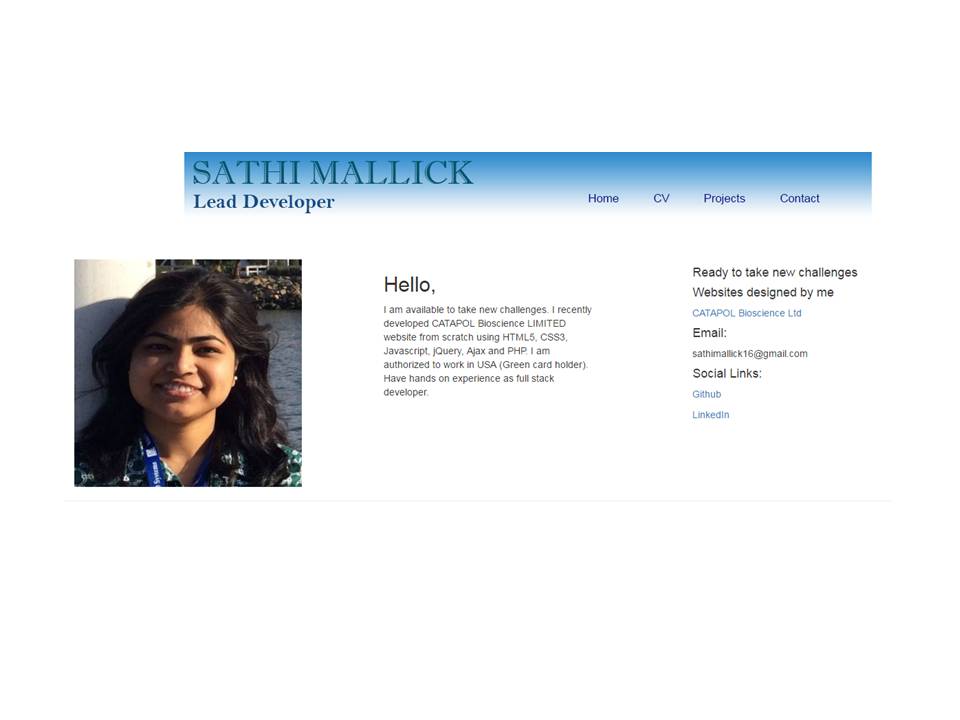 SATHI MALLICK
Lead Developer
Home CV Projects Contact
Hello,
I am available to take new challenges. I recently
developed CATAPOL Bioscience LIMITED
website from scratch using HTML5, CSS3,
Javascript, jQuery, Ajax and PHP. I am
authorized to work in USA (Green card holder).
Have hands on experience as full stack
developer.
Ready to take new challenges
Websites designed by me
CATAPOL Bioscience Ltd
Email:
sathimallick16@gmail.com
Social Links:
Github
LinkedIn